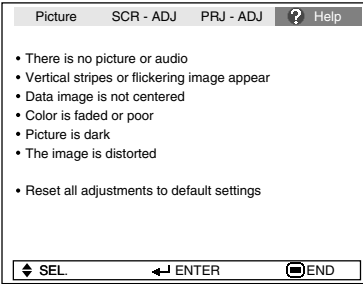 Picture SCR - ADJ PRJ - ADJ ? Help
• There is no picture or audio
• Vertical stripes or flickering image appear
• Data image is not centered
• Color is faded or poor
• Picture is dark
• The image is distorted
• Reset all adjustments to default settings
SEL. ENTER END